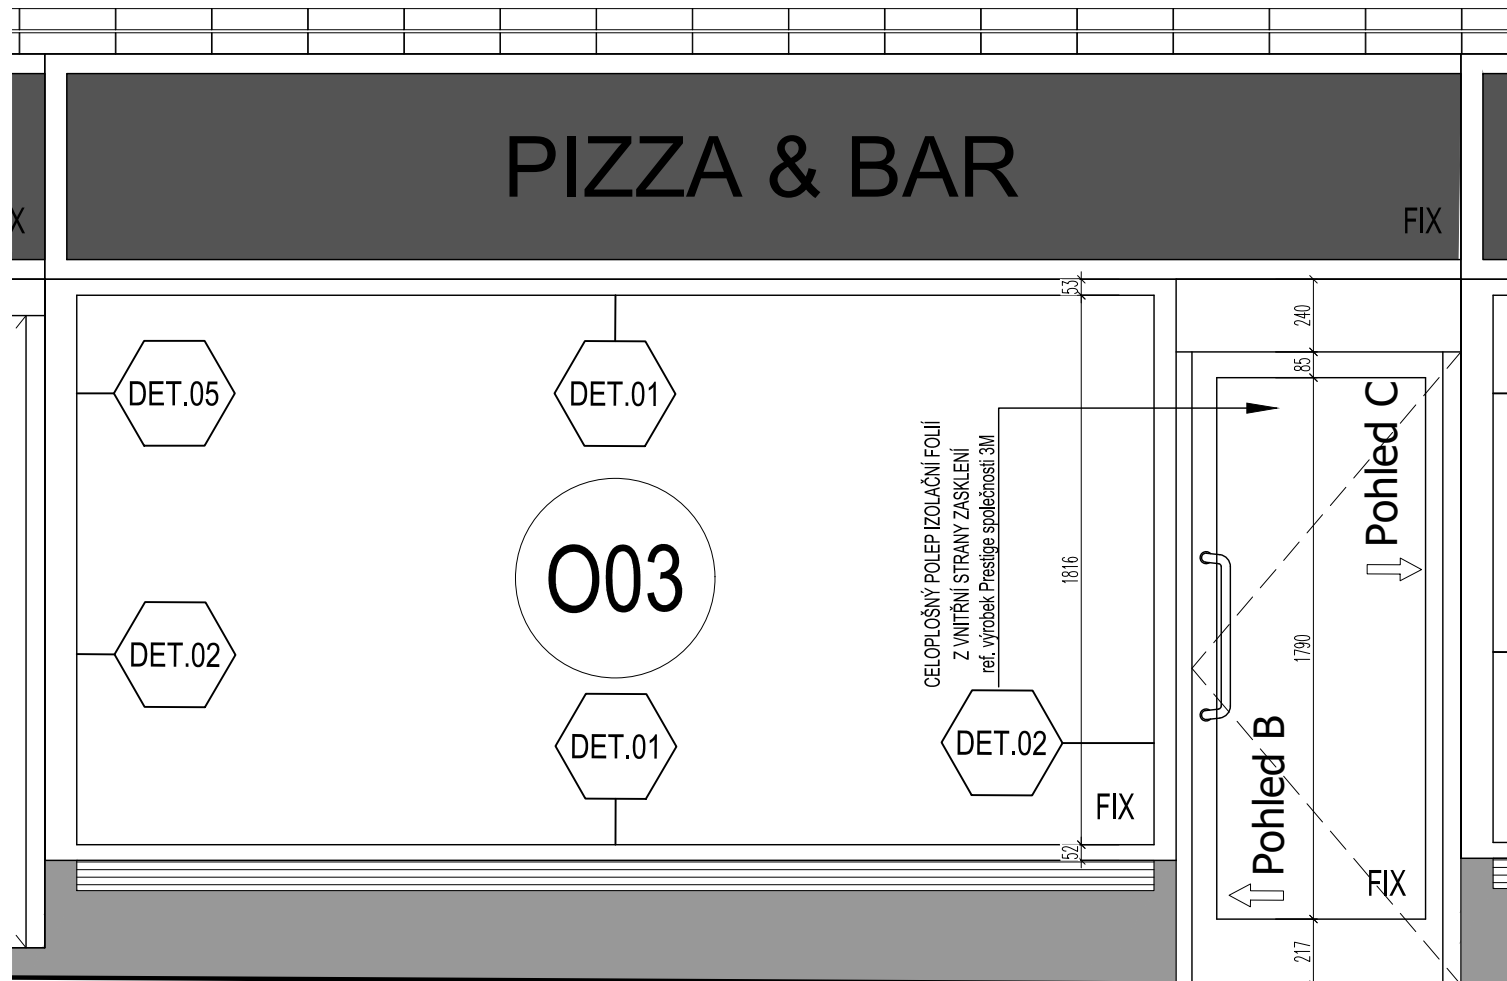 PIZZA & BAR
X
FIX
53
240
85
DET.05
DET.01
Pohled C
CELOPLOŠNÝ POLEP IZOLAČNÍ FOLIÍ
Z VNITŘNÍ STRANY ZASKLENÍ
ref. výrobek Prestige společnosti 3M
O03
1816
1790
DET.02
DET.01
DET.02
Pohled B
FIX
52
FIX
217